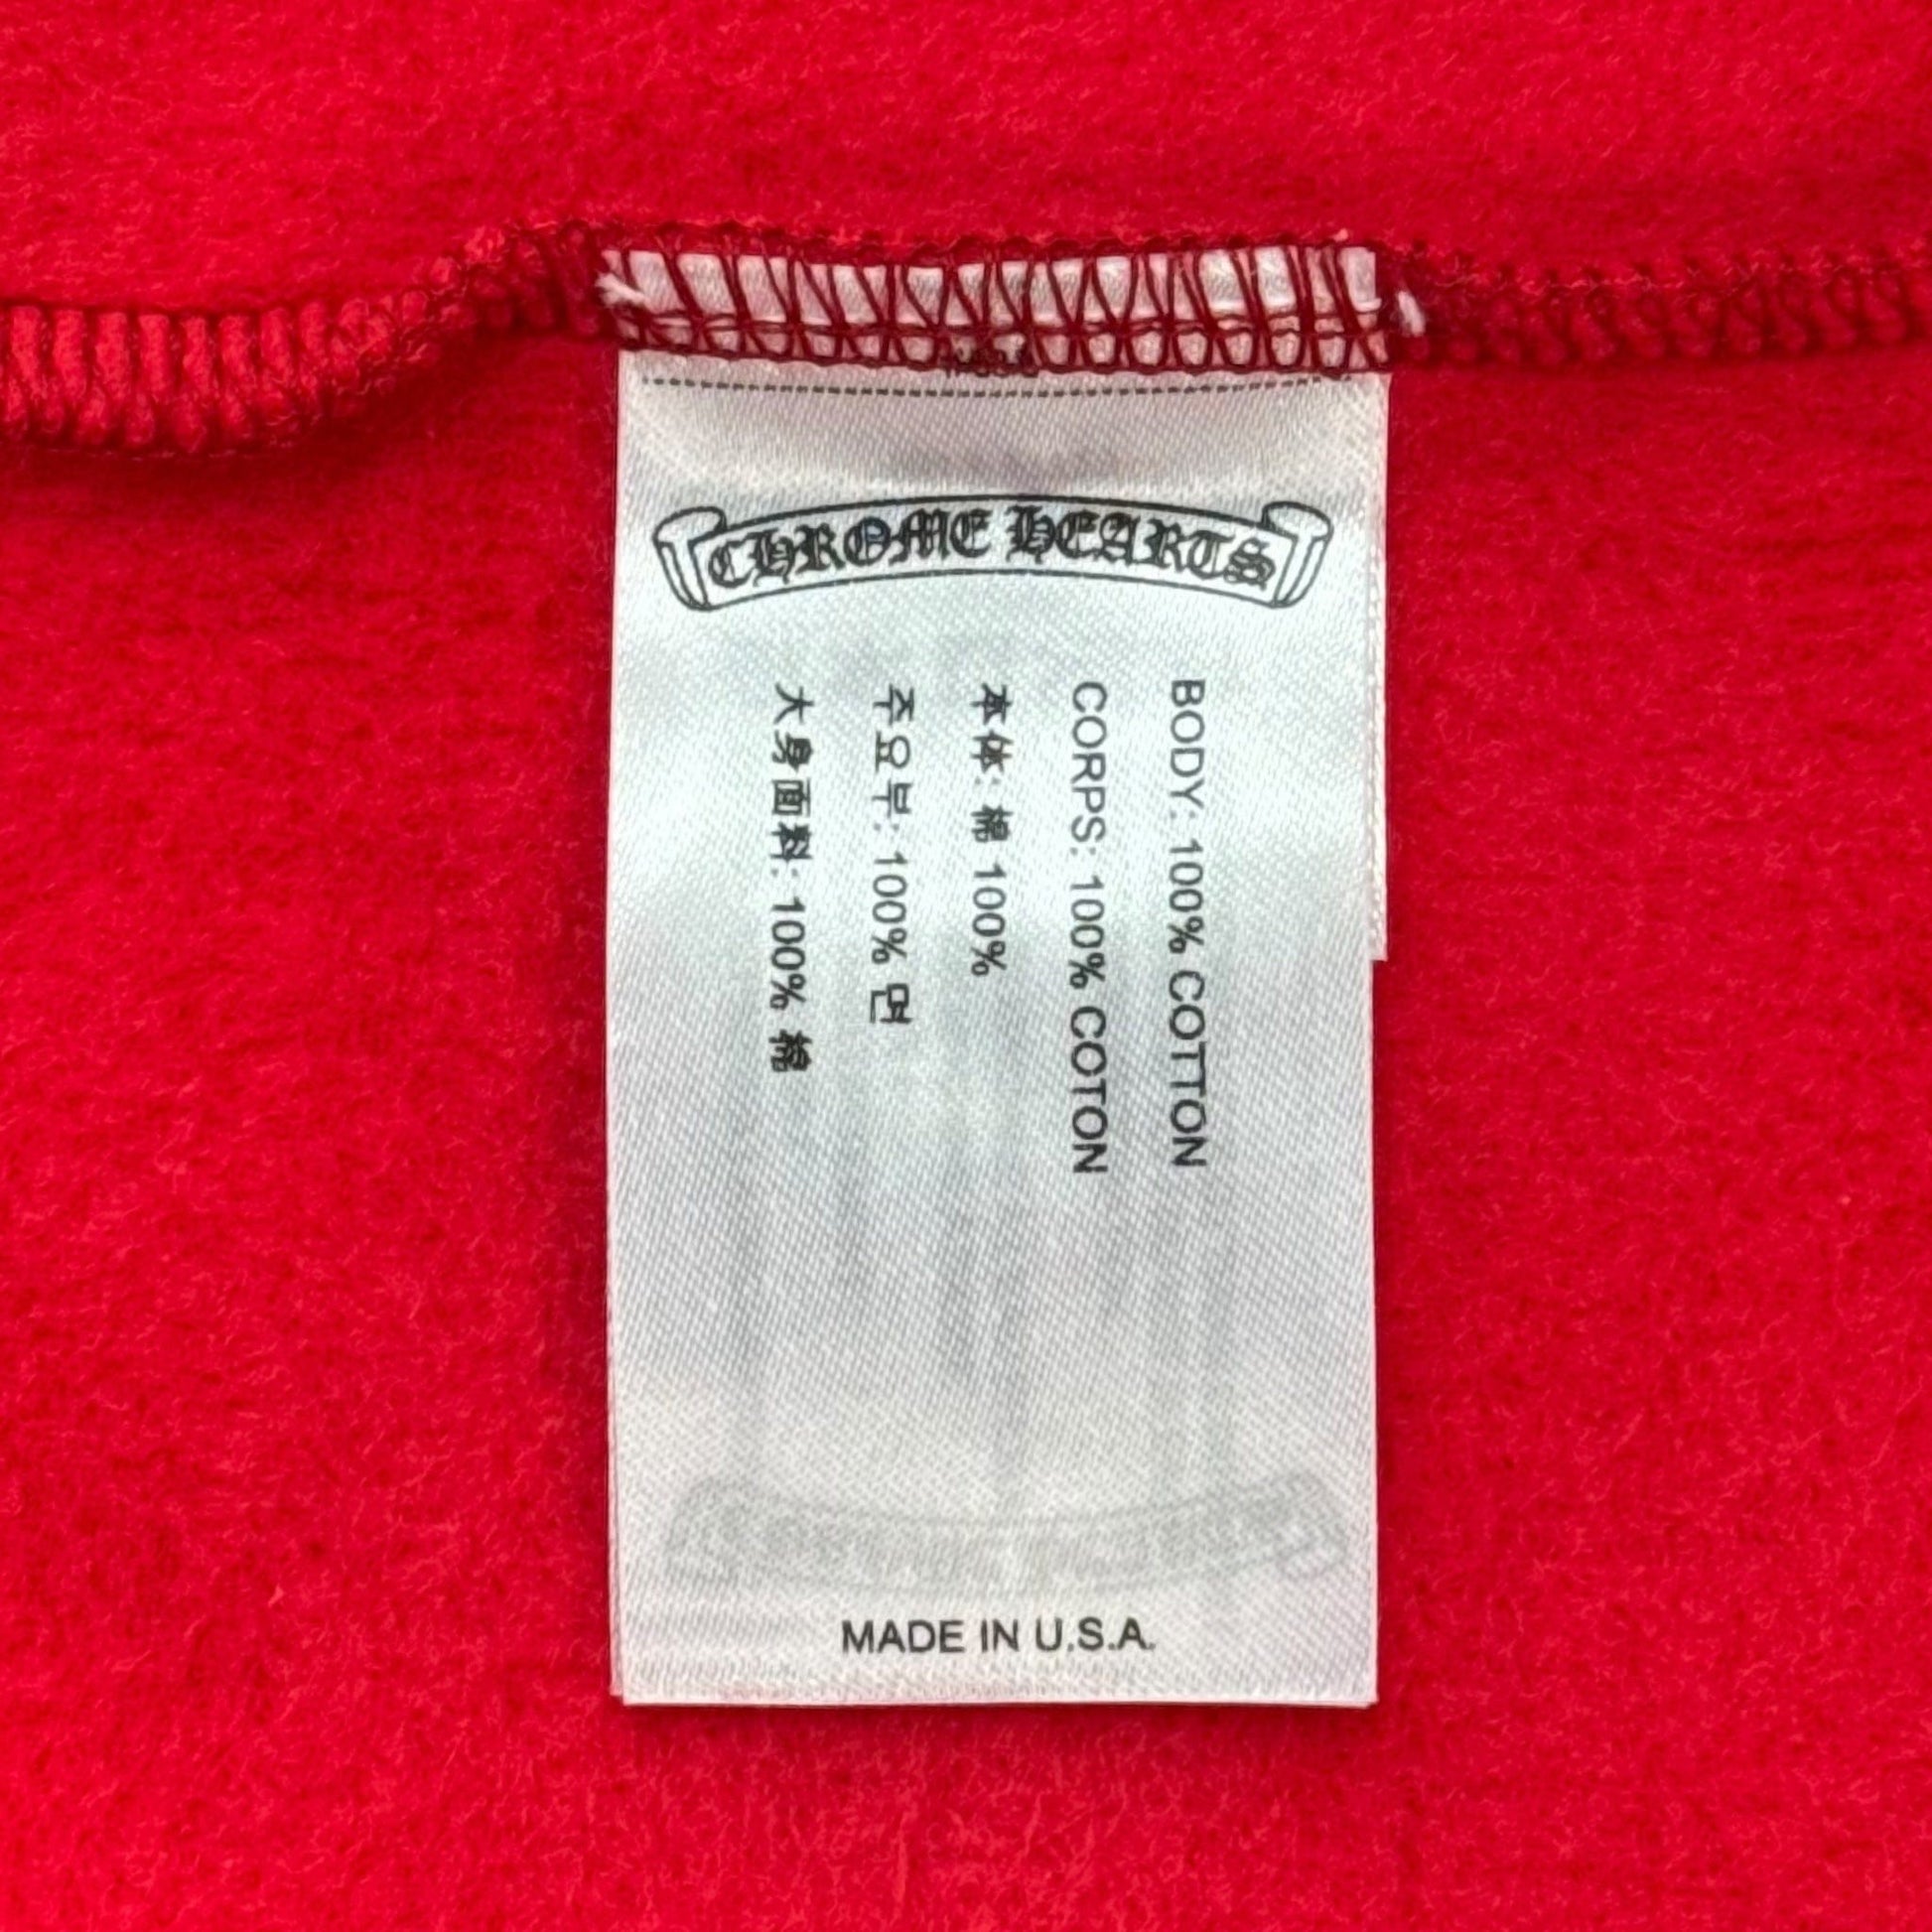 CHROME HEARTS
BODY: 100% COTTON
CORPS: 100% COTON
本体: 棉 100%
주요부: 100% 면
大身面料: 100% 棉
MADE IN U.S.A.